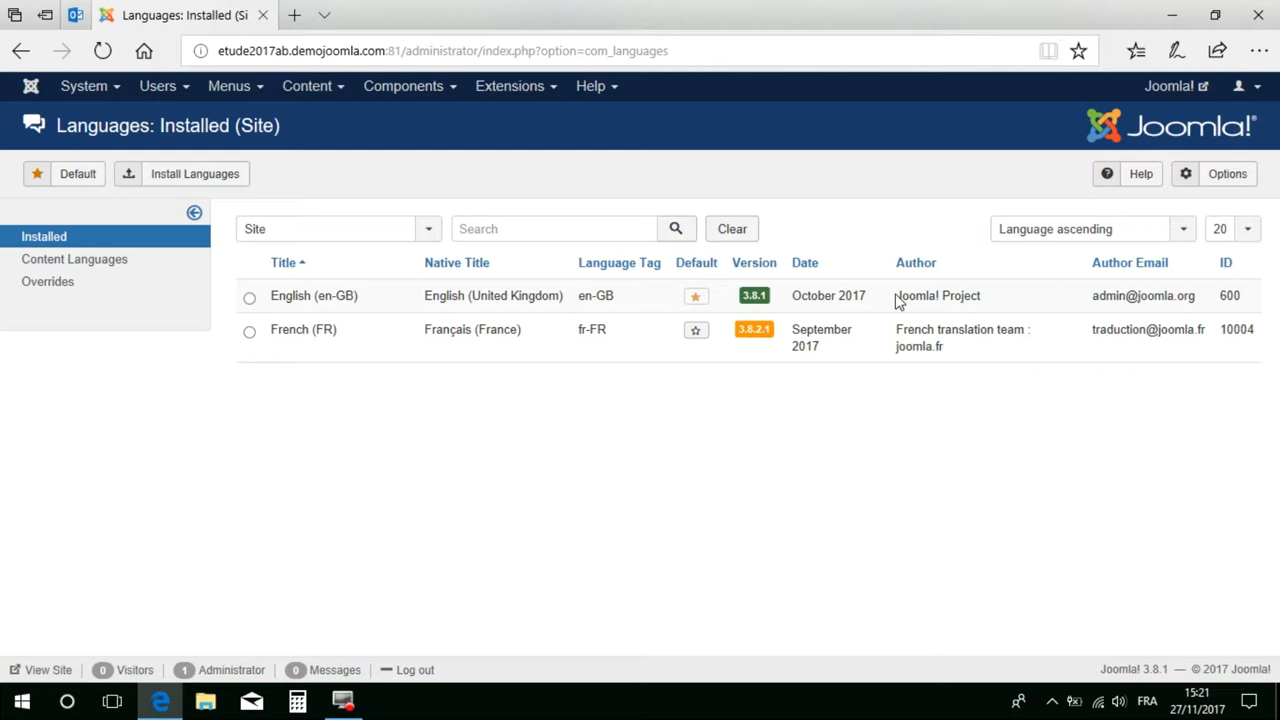 Languages: Installed (Si
etude2017ab.demojoomla.com:81/administrator/index.php?option=com_languages
System Users Menus Content Components Extensions Help Joomla!
Languages: Installed (Site) Joomla!®
Default Install Languages Help Options
Installed
Content Languages
Overrides
Site Search Clear Language ascending 20
Title Native Title Language Tag Default Version Date Author Author Email ID
English (en-GB) English (United Kingdom) en-GB 3.8.1 October 2017 Joomla! Project admin@joomla.org 600
French (FR) Français (France) fr-FR 3.8.2.1 September French translation team : traduction@joomla.fr 10004
2017 joomla.fr
View Site 0 Visitors 1 Administrator 0 Messages Log out Joomla! 3.8.1 — © 2017 Joomla!
FRA 15:21
27/11/2017